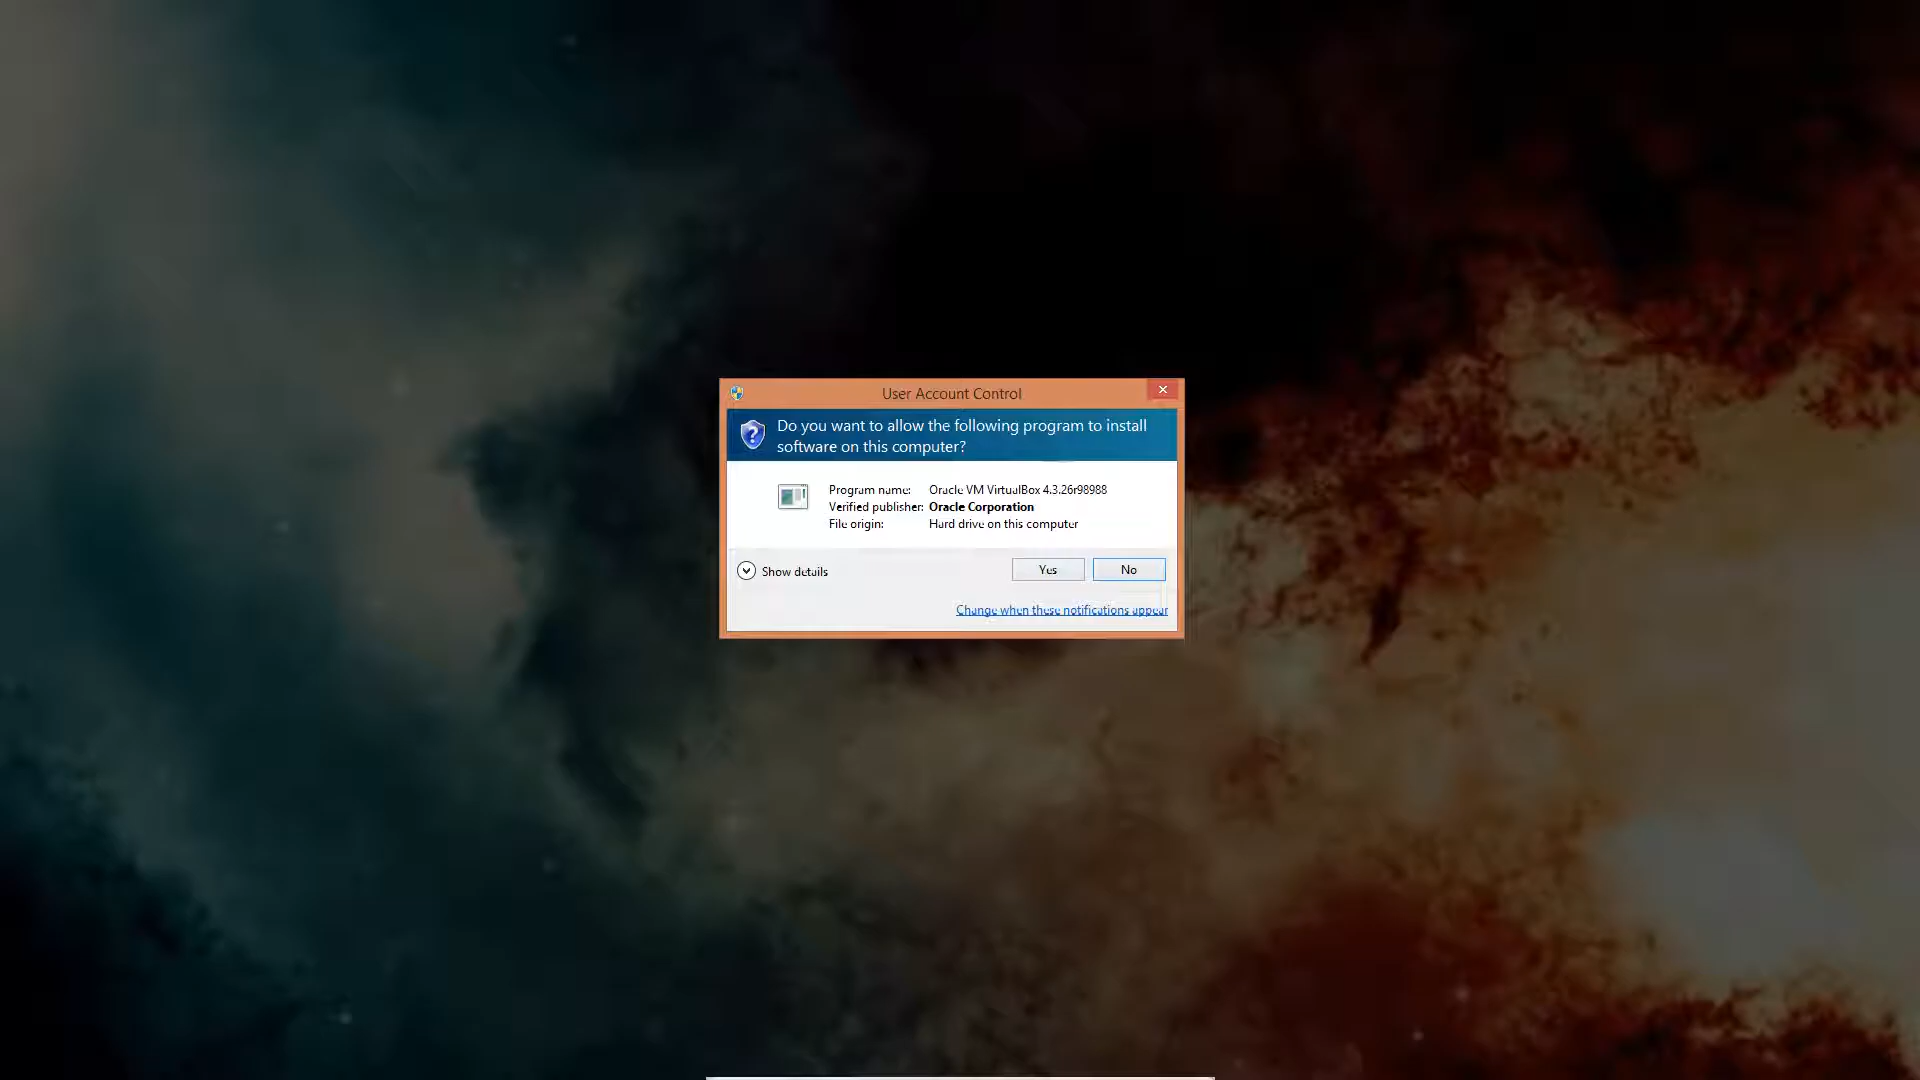 User Account Control
Do you want to allow the following program to install
software on this computer?
Program name: Oracle VM VirtualBox 4.3.26r98988
Verified publisher: Oracle Corporation
File origin: Hard drive on this computer
Show details
Yes
No
Change when these notifications appear